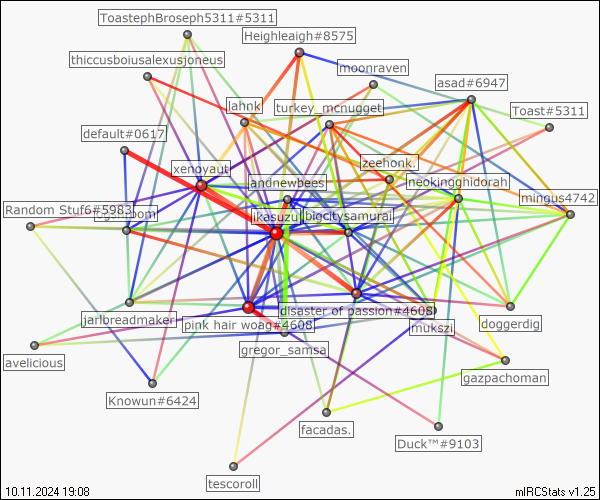 ToastephBroseph5311#5311
Heighleigh#8575
thiccusboiusalexusjoneus
moonraven
asad#6947
lahnk
turkey_mcnugget
Toast#5311
default#0617
zeehonk.
xenoyaut
andnewbees
neokingghidorah
mingus4742
Random Stuf6#5983
ikasuzu
bigcitysamurai
disaster of passion#4608
jarlbreadmaker
pink hair woag#4608
mukszi
doggerdig
gregor_samsa
avelicious
gazpachoman
Knowun#6424
facadas.
Duck™#9103
tescoroll
10.11.2024 19:08
mIRCStats v1.25